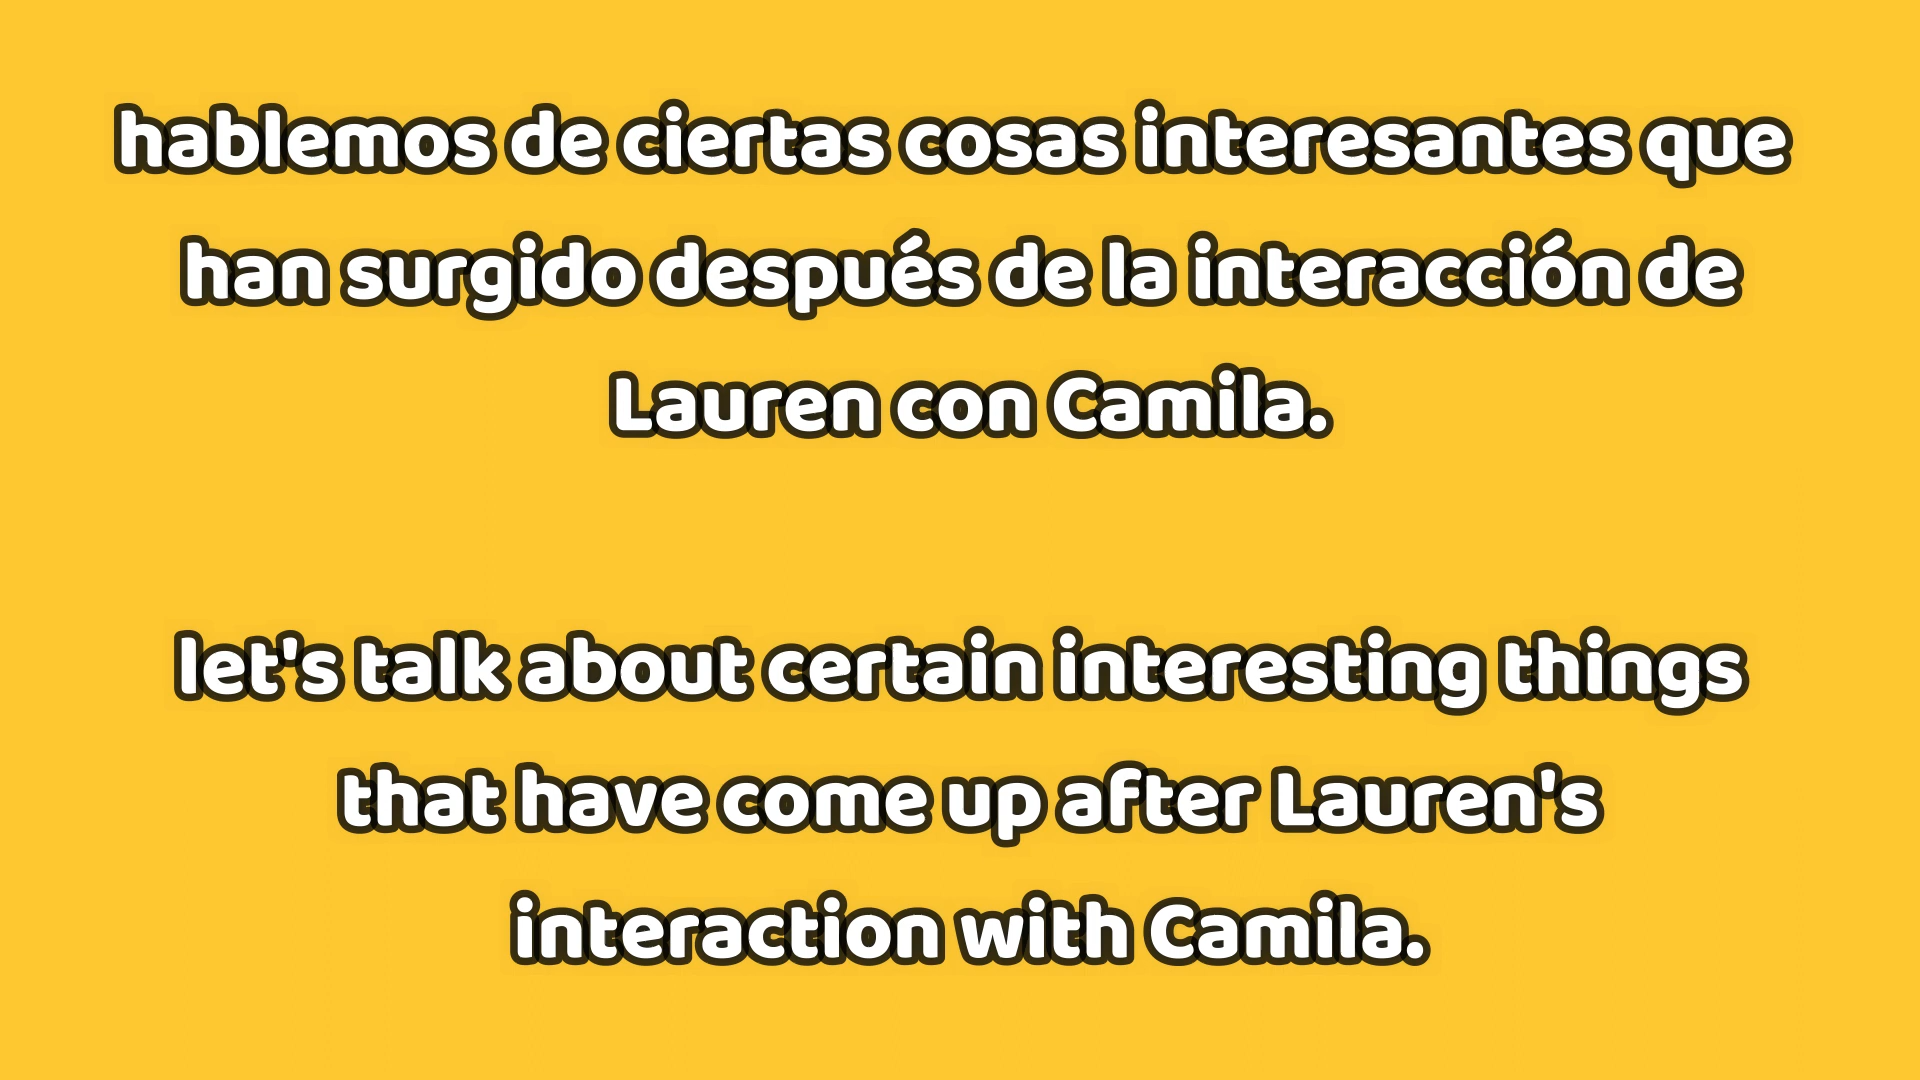 hablemos de ciertas cosas interesantes que
han surgido después de la interacción de
Lauren con Camila.
let's talk about certain interesting things
that have come up after Lauren's
interaction with Camila.